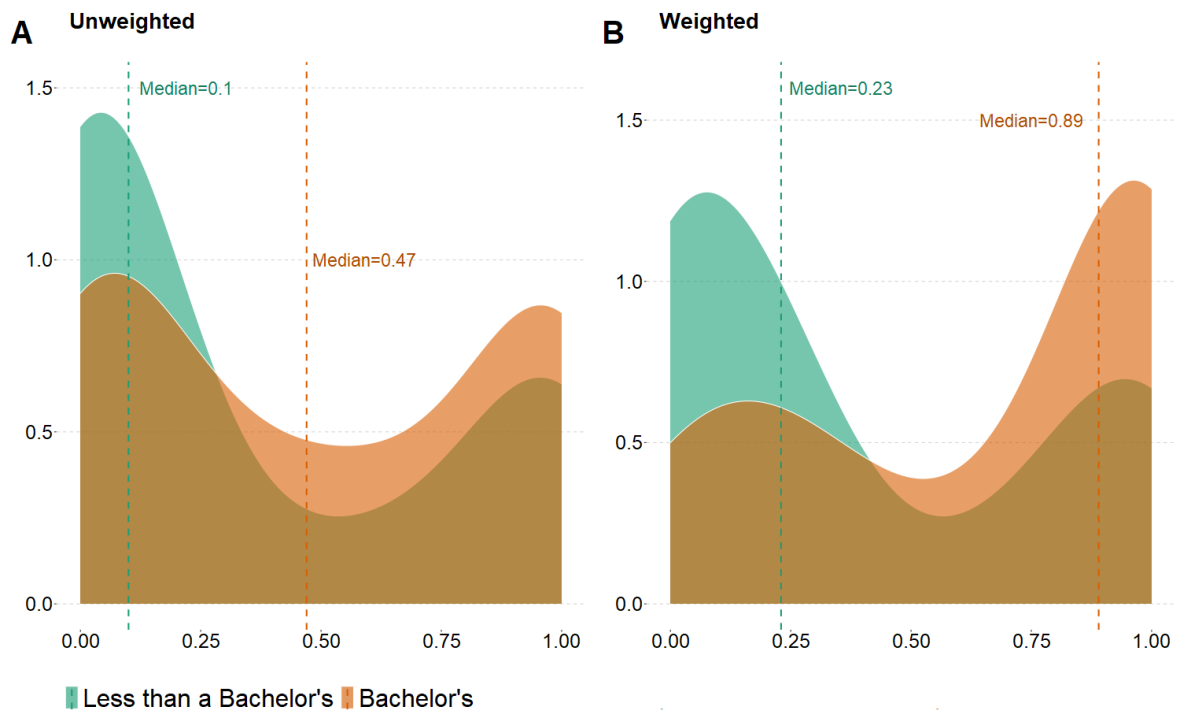 A Unweighted
Median=0.1
Median=0.47
1.5
1.0
0.5
0.0
0.00 0.25 0.50 0.75 1.00
B Weighted
Median=0.23
Median=0.89
1.5
1.0
0.5
0.0
0.00 0.25 0.50 0.75 1.00
Less than a Bachelor's Bachelor's